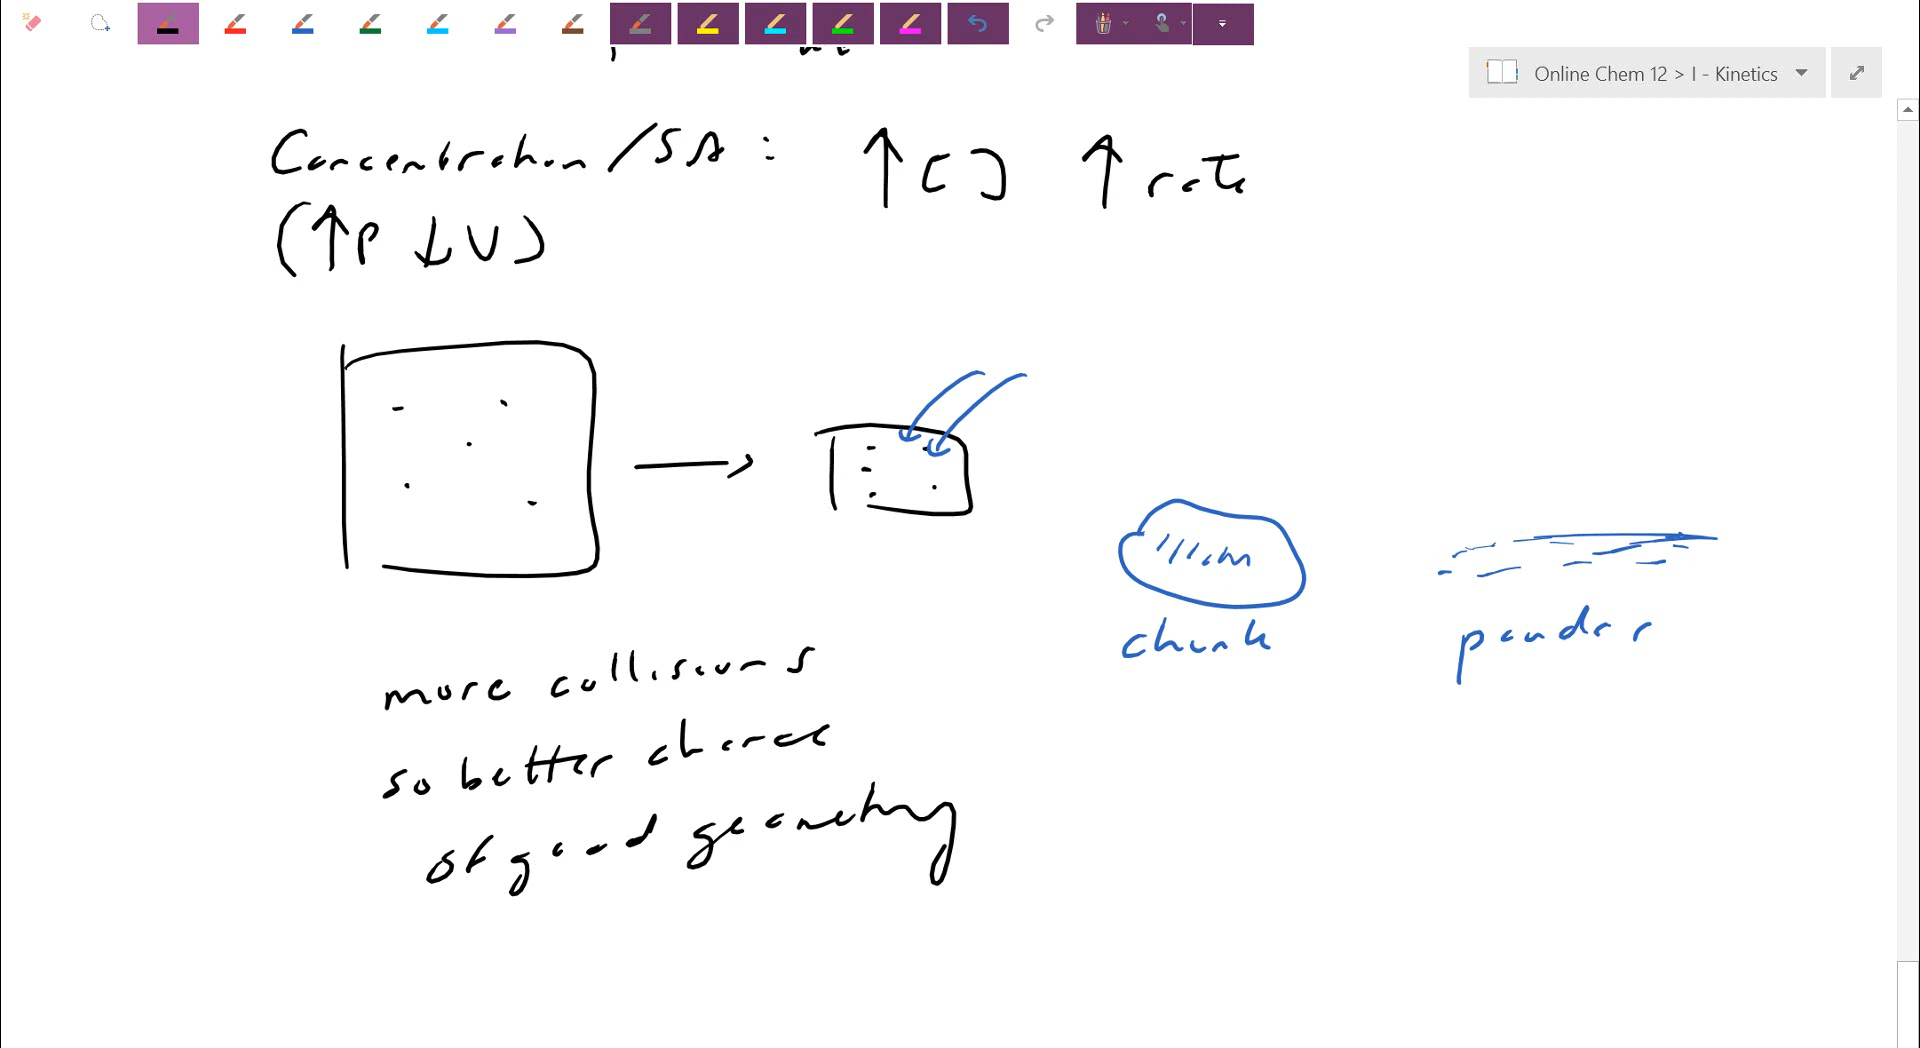 Online Chem 12 > I - Kinetics
Concentration/SA: ↑[] ↑rate
(↑P ↓V)
chunk powder
more collisions
so better chance
of good geometry